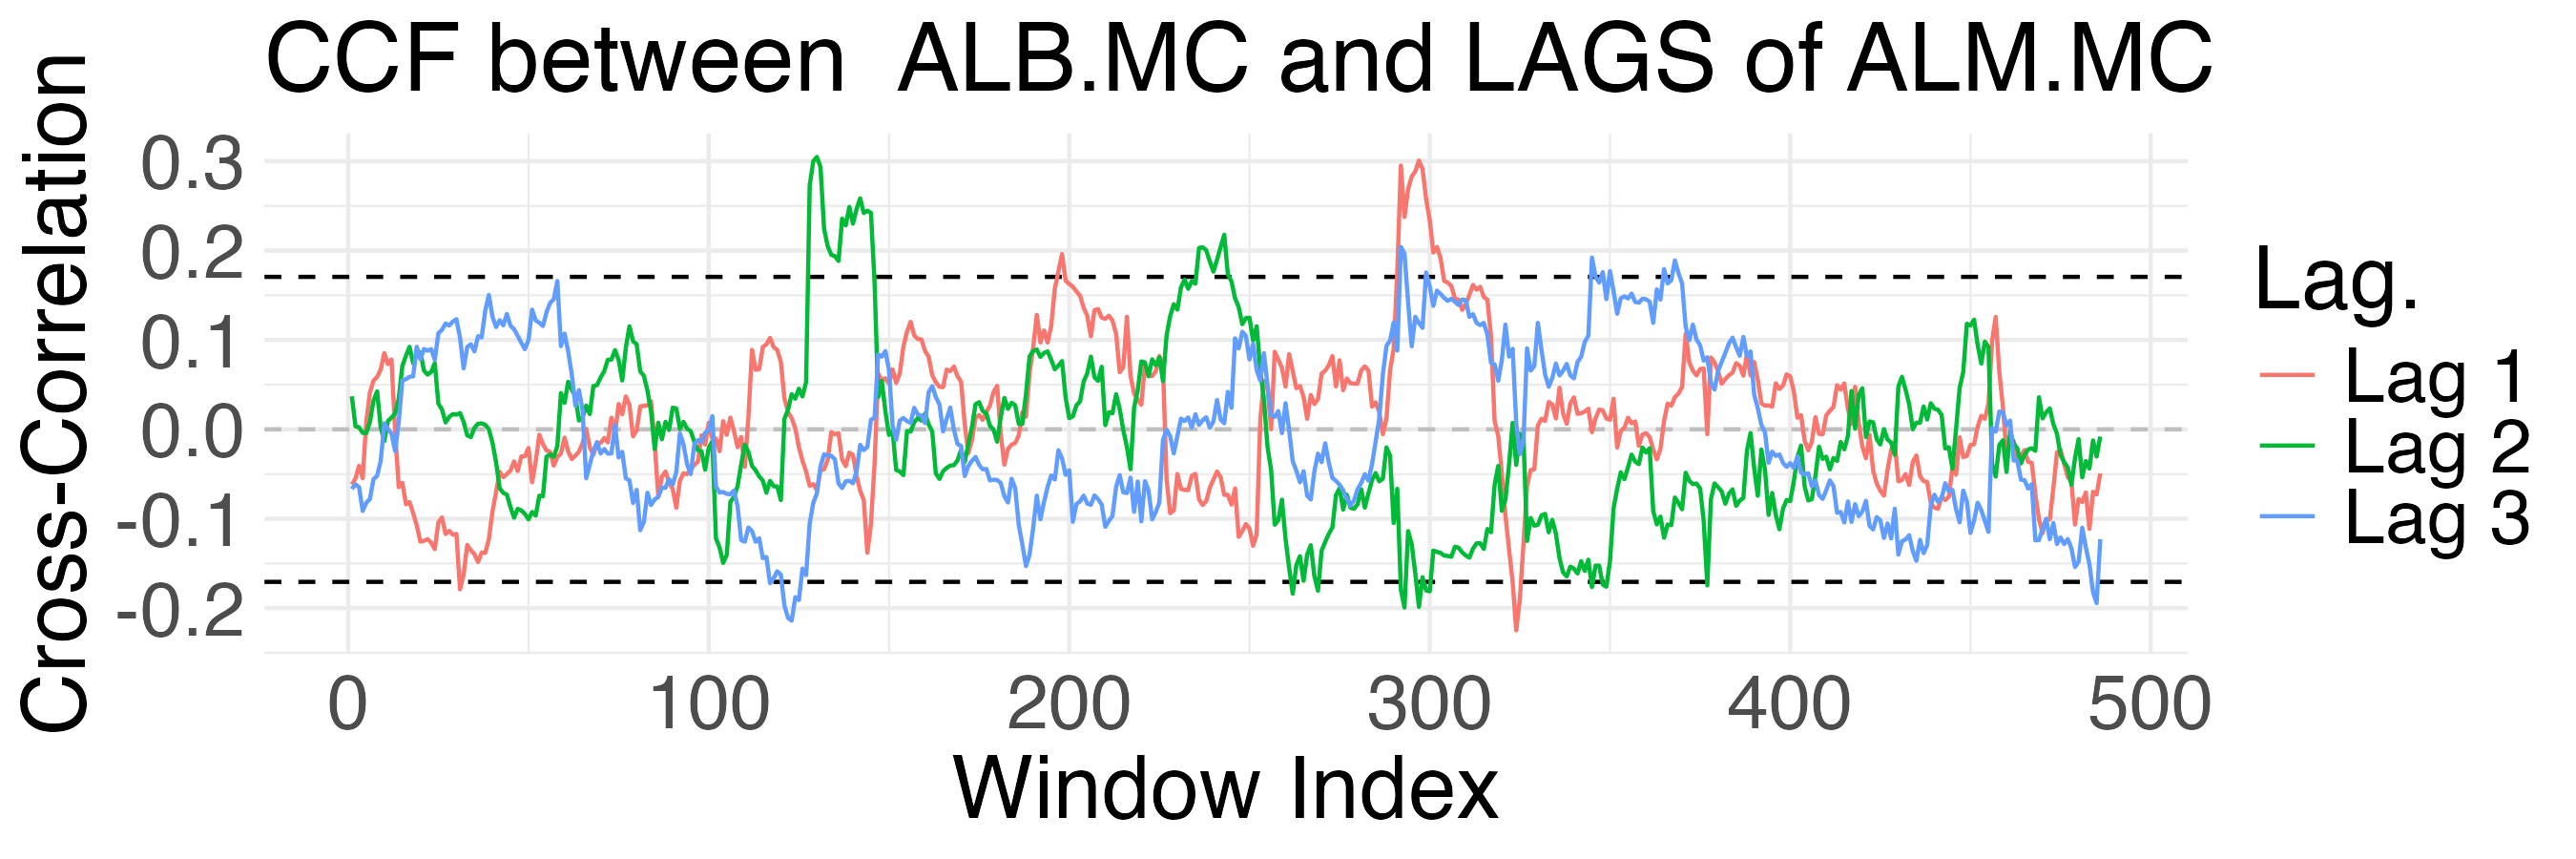 CCF between  ALB.MC and LAGS of ALM.MC
Cross-Correlation
0.3
0.2
0.1
0.0
-0.1
-0.2
0 100 200 300 400 500
Window Index
Lag.
Lag 1
Lag 2
Lag 3